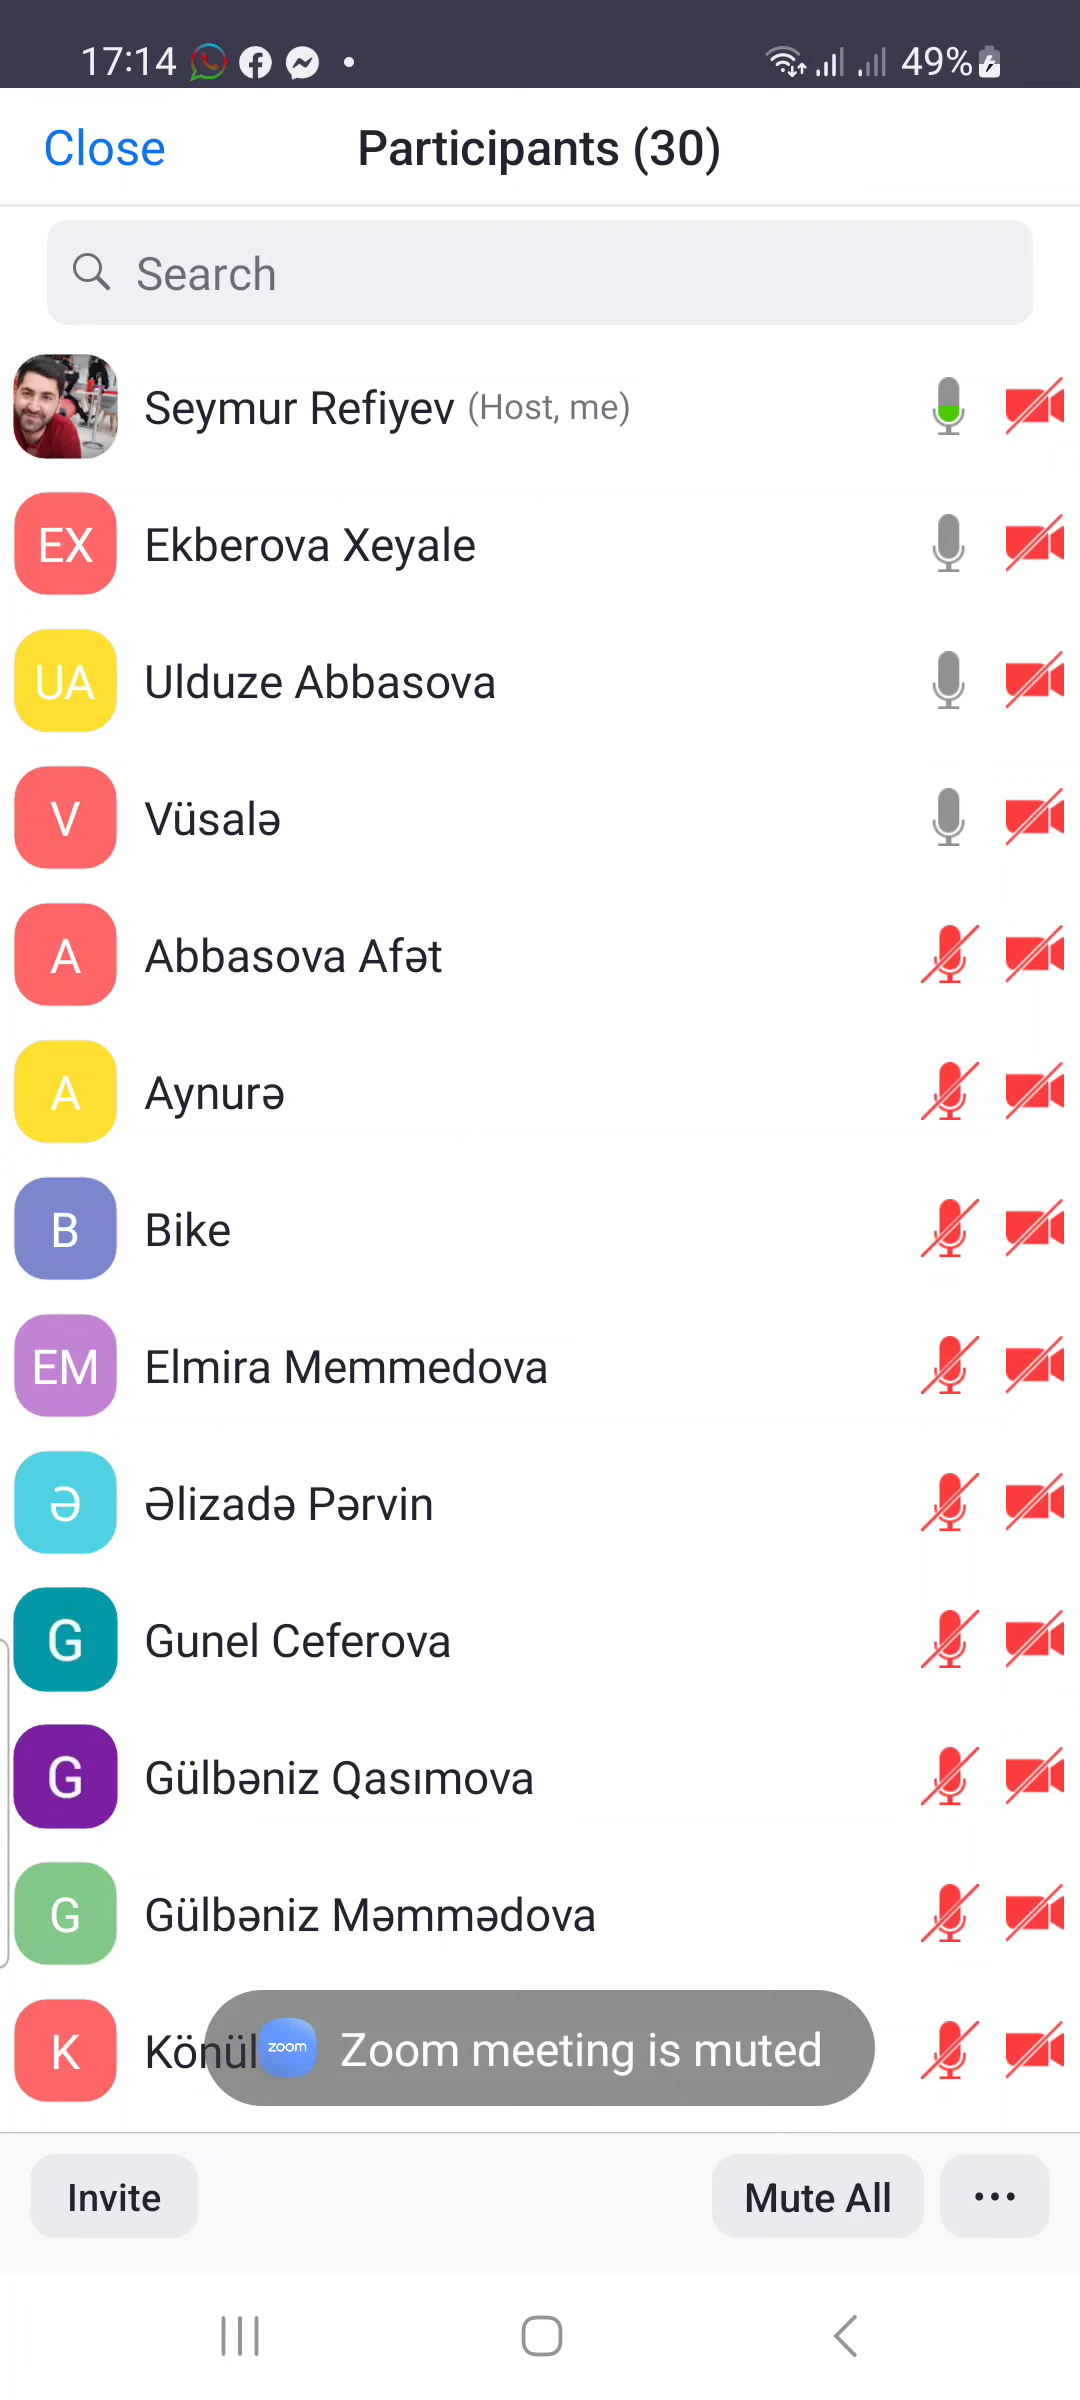 17:14
49%
Close
Participants (30)
Search
Seymur Refiyev (Host, me)
EX
Ekberova Xeyale
UA
Ulduze Abbasova
V
Vüsalə
A
Abbasova Afət
A
Aynurə
B
Bike
EM
Elmira Memmedova
Ə
Əlizadə Pərvin
G
Gunel Ceferova
G
Gülbəniz Qasımova
G
Gülbəniz Məmmədova
K
Könül
zoom
Zoom meeting is muted
Invite
Mute All